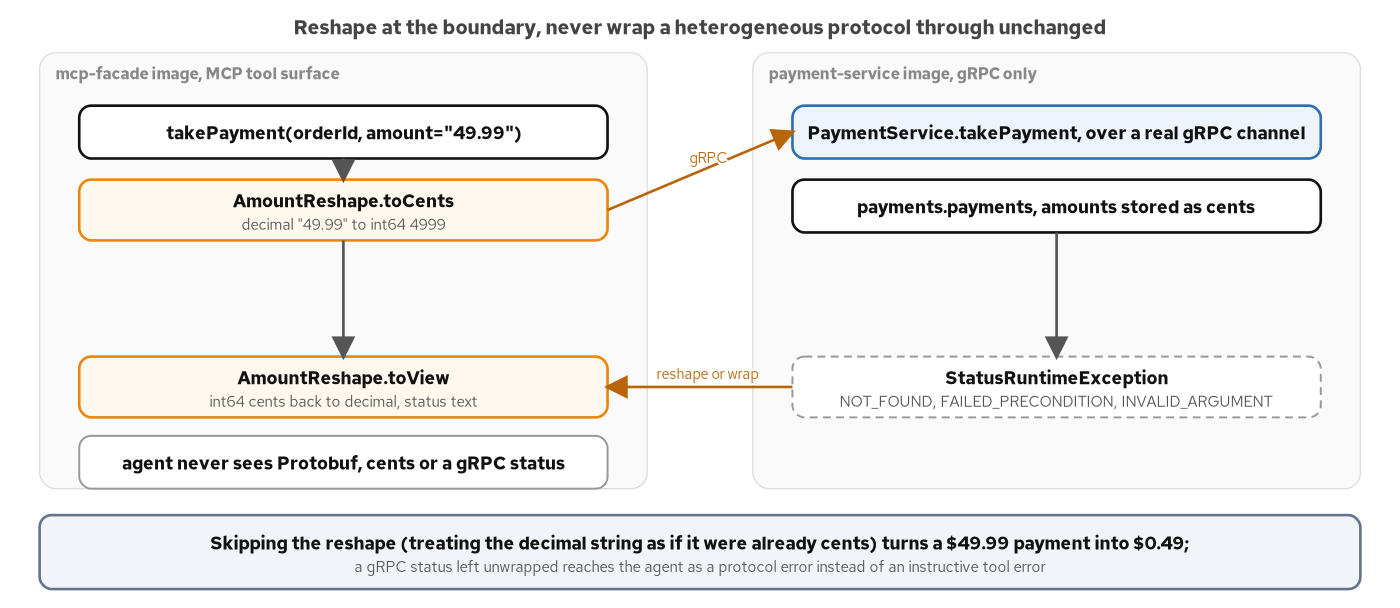 Reshape at the boundary, never wrap a heterogeneous protocol through unchanged
mcp-facade image, MCP tool surface
takePayment(orderId, amount="49.99")
AmountReshape.toCents
decimal "49.99" to int64 4999
AmountReshape.toView
int64 cents back to decimal, status text
agent never sees Protobuf, cents or a gRPC status
gRPC
reshape or wrap
payment-service image, gRPC only
PaymentService.takePayment, over a real gRPC channel
payments.payments, amounts stored as cents
StatusRuntimeException
NOT_FOUND, FAILED_PRECONDITION, INVALID_ARGUMENT
Skipping the reshape (treating the decimal string as if it were already cents) turns a $49.99 payment into $0.49;
a gRPC status left unwrapped reaches the agent as a protocol error instead of an instructive tool error